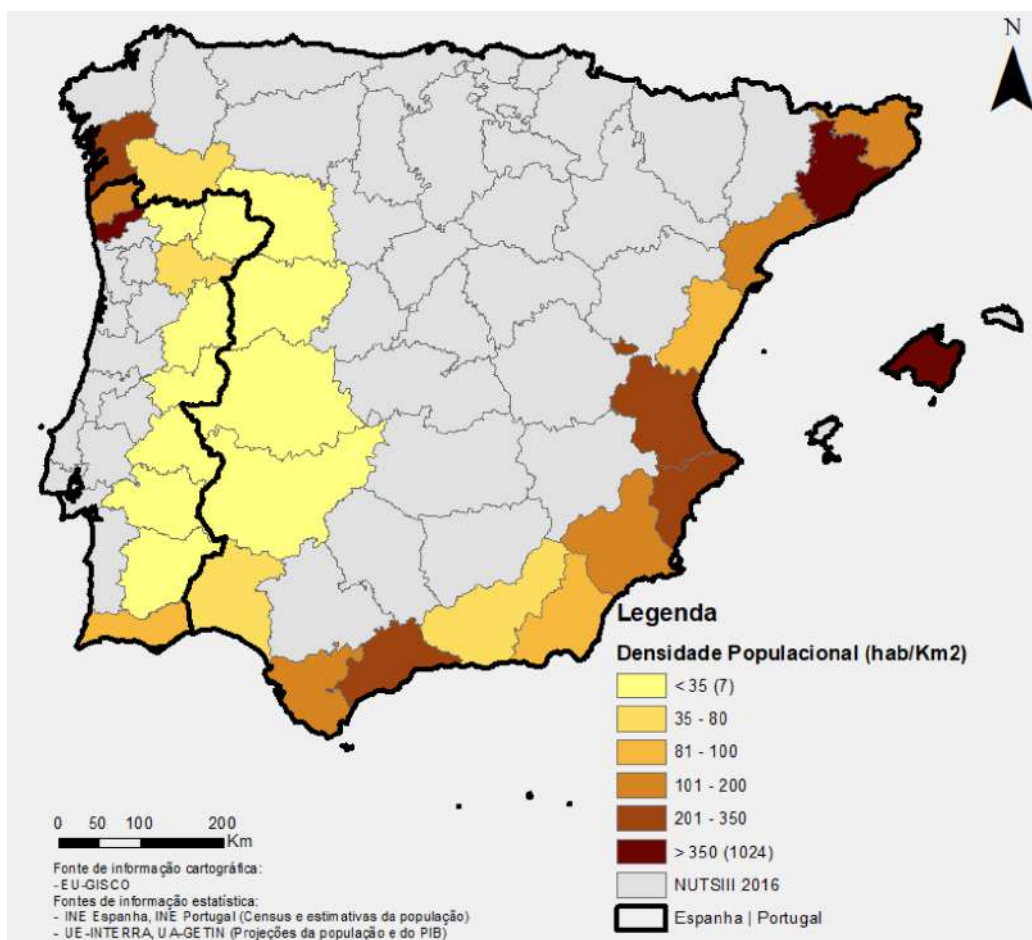 N
Legenda
Densidade Populacional (hab/Km2)
< 35 (7)
35 - 80
81 - 100
101 - 200
201 - 350
> 350 (1024)
NUTSIII 2016
Espanha | Portugal
0 50 100 200
Km
Fonte de informação cartográfica:
- EU-GISCO
Fontes de informação estatística:
- INE Espanha, INE Portugal (Census e estimativas da população)
- UE-INTERRA, UA-GETIN (Projeções da população e do PIB)